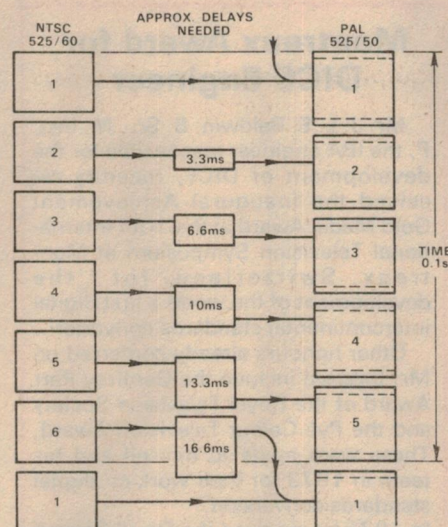 NTSC
525/60
APPROX. DELAYS
NEEDED
PAL
525/50
1
1
2
3.3ms
2
3
6.6ms
3
TIME
0.1s
4
10ms
4
5
13.3ms
5
6
16.6ms
1
1